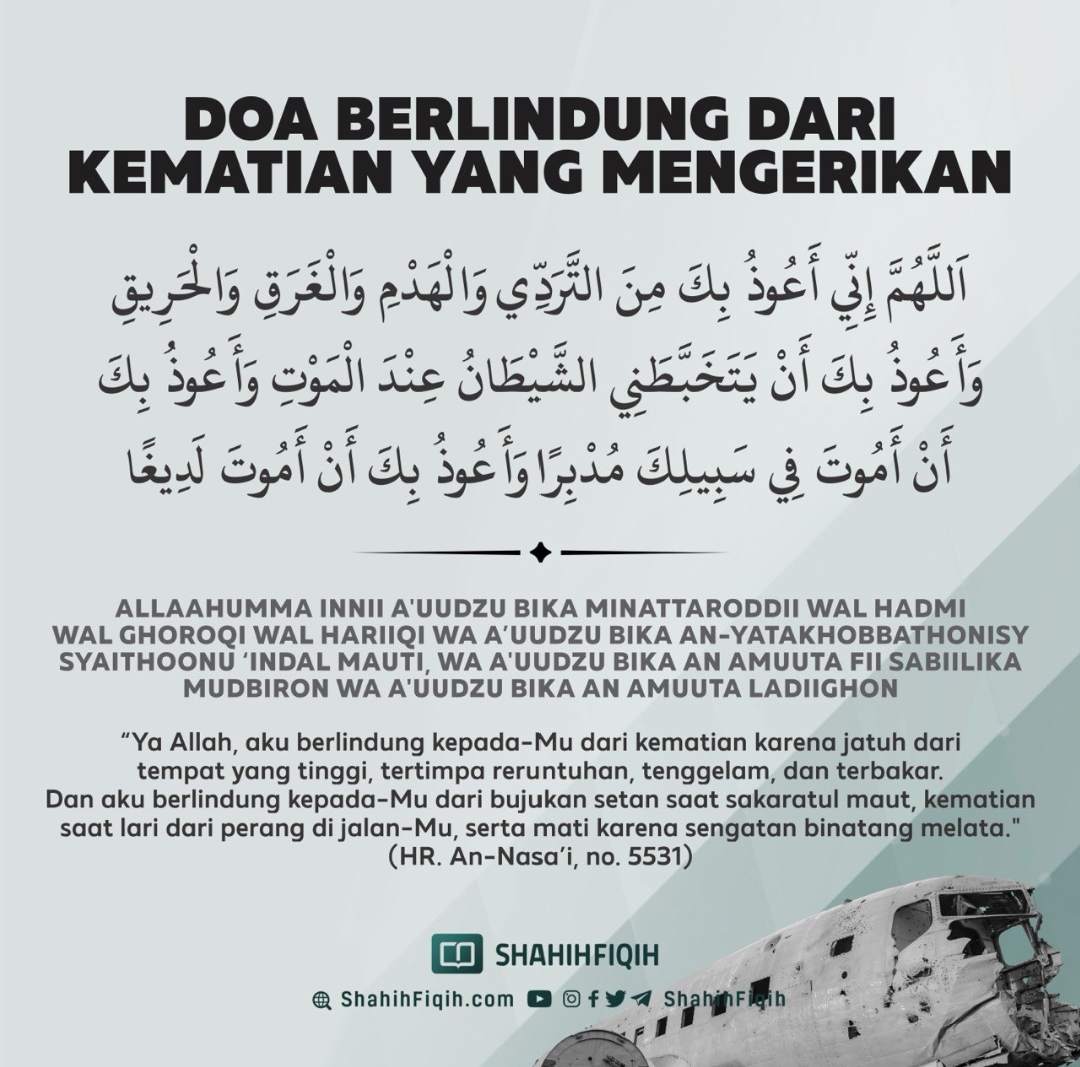 DOA BERLINDUNG DARI
KEMATIAN YANG MENGERIKAN
اَللَّهُمَّ إِنِّي أَعُوذُ بِكَ مِنَ التَّرَدِّي وَالْهَدْمِ وَالْغَرَقِ وَالْحَرِيقِ
وَأَعُوذُ بِكَ أَنْ يَتَخَبَّطَنِي الشَّيْطَانُ عِنْدَ الْمَوْتِ وَأَعُوذُ بِكَ
أَنْ أَمُوتَ فِي سَبِيلِكَ مُدْبِرًا وَأَعُوذُ بِكَ أَنْ أَمُوتَ لَدِيغًا
ALLAAHUMMA INNII A'UUDZU BIKA MINATTARODDII WAL HADMI
WAL GHOROQI WAL HARIIQI WA A’UUDZU BIKA AN-YATAKHOBBATHONISY
SYAITHOONU ‘INDAL MAUTI, WA A'UUDZU BIKA AN AMUUTA FII SABIILIKA
MUDBIRON WA A'UUDZU BIKA AN AMUUTA LADIIGHON
“Ya Allah, aku berlindung kepada-Mu dari kematian karena jatuh dari
tempat yang tinggi, tertimpa reruntuhan, tenggelam, dan terbakar.
Dan aku berlindung kepada-Mu dari bujukan setan saat sakaratul maut, kematian
saat lari dari perang di jalan-Mu, serta mati karena sengatan binatang melata."
(HR. An-Nasa’i, no. 5531)
SHAHIHFIQIH
ShahihFiqih.com ShahihFiqih